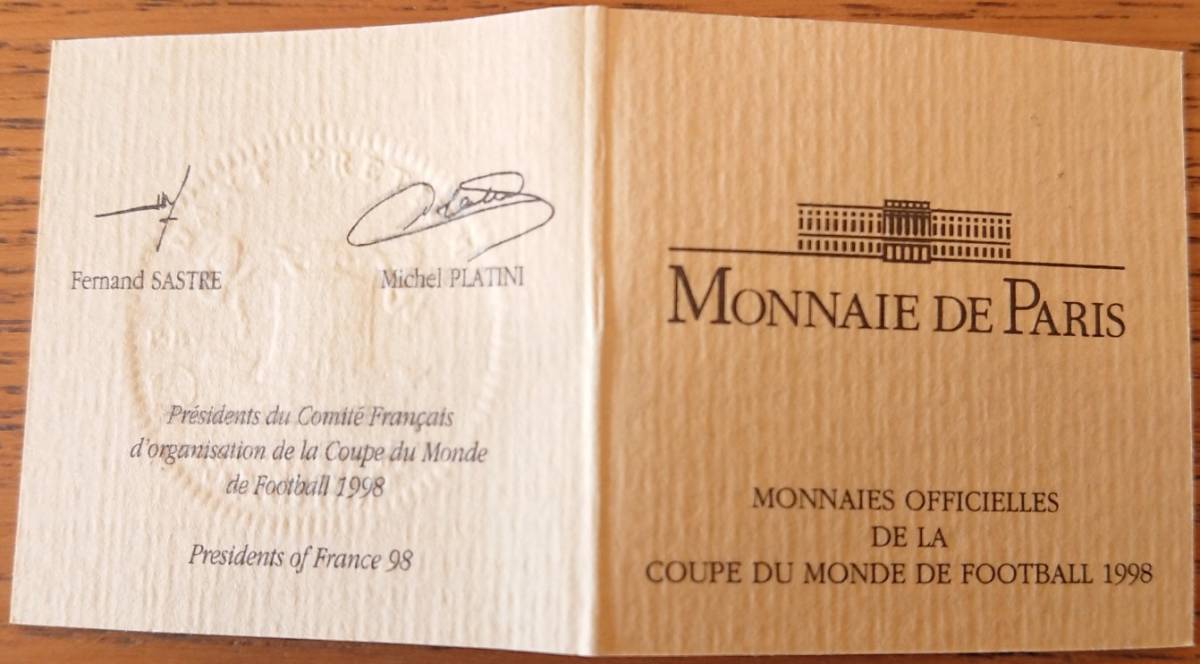 Fernand SASTRE
Michel PLATINI
Présidents du Comité Français
d'organisation de la Coupe du Monde
de Football 1998
Presidents of France 98
MONNAIE DE PARIS
MONNAIES OFFICIELLES
DE LA
COUPE DU MONDE DE FOOTBALL 1998